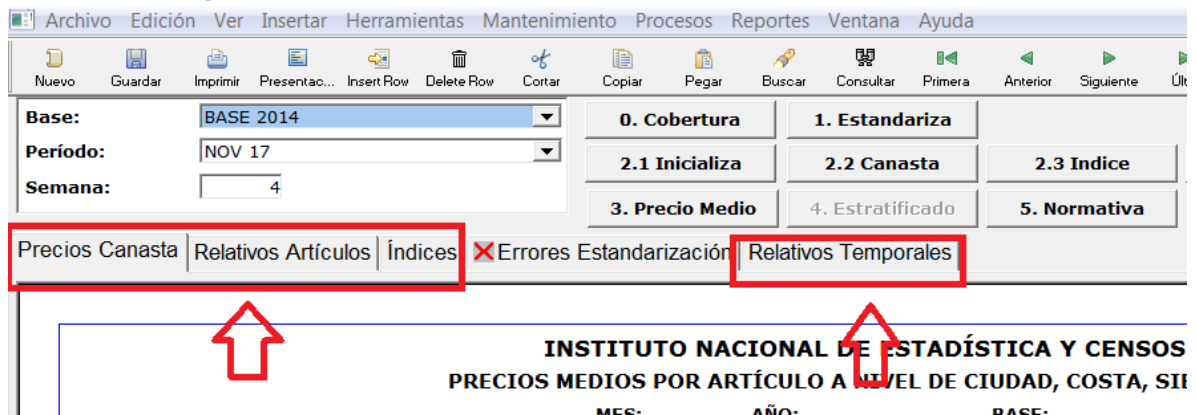 Archivo Edición Ver Insertar Herramientas Mantenimiento Procesos Reportes Ventana Ayuda
Nuevo Guardar Imprimir Presentac... Insert Row Delete Row Cortar Copiar Pegar Buscar Consultar Primera Anterior Siguiente
Base: BASE 2014
Período: NOV 17
Semana: 4
0. Cobertura 1. Estandariza
2.1 Inicializa 2.2 Canasta 2.3 Indice
3. Precio Medio 4. Estratificado 5. Normativa
Precios Canasta Relativos Artículos Índices Errores Estandarización Relativos Temporales
INSTITUTO NACIONAL DE ESTADÍSTICA Y CENSOS
PRECIOS MEDIOS POR ARTÍCULO A NIVEL DE CIUDAD, COSTA,
MES: AÑO: BASE: